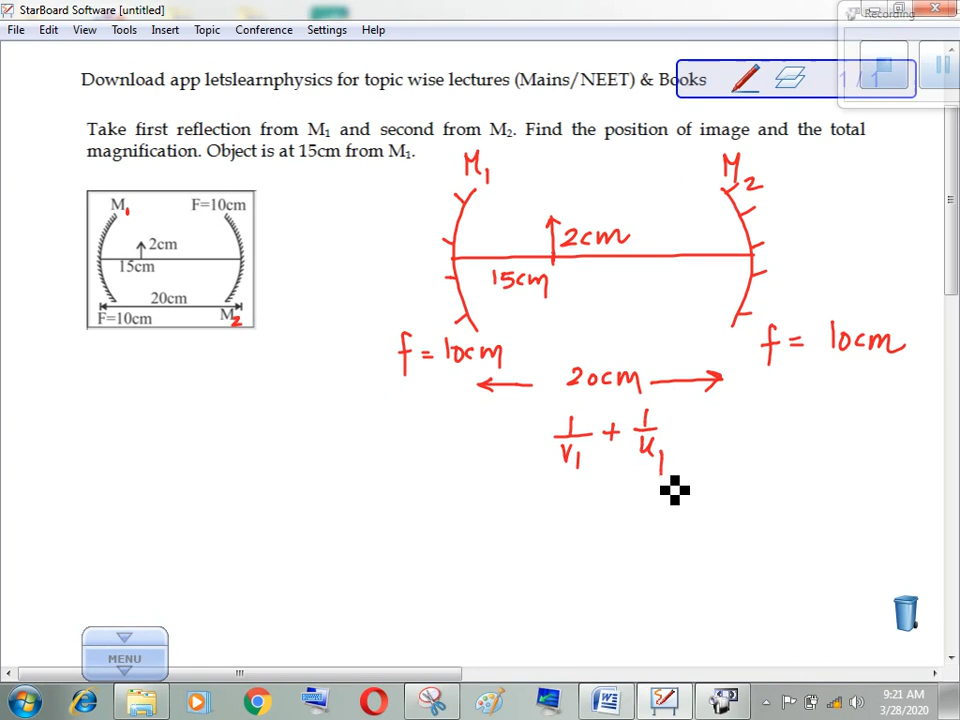 StarBoard Software [untitled]
Recording
File Edit View Tools Insert Topic Conference Settings Help
Download app letslearnphysics for topic wise lectures (Mains/NEET) & Books
1 / 1
Take first reflection from M₁ and second from M₂. Find the position of image and the total
magnification. Object is at 15cm from M₁.
M₁ M₂
M₁ F=10cm
2cm
15cm
20cm
F=10cm M₂
2cm
15cm
f = 10cm f = 10cm
20cm
1/v₁ + 1/u₁
MENU
9:21 AM
3/28/2020